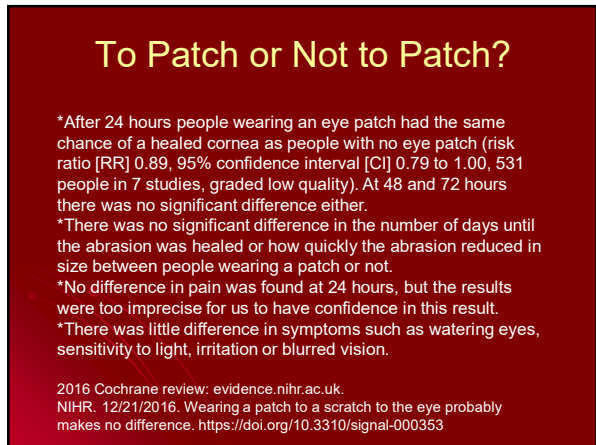 To Patch or Not to Patch?
*After 24 hours people wearing an eye patch had the same
chance of a healed cornea as people with no eye patch (risk
ratio [RR] 0.89, 95% confidence interval [CI] 0.79 to 1.00, 531
people in 7 studies, graded low quality). At 48 and 72 hours
there was no significant difference either.
*There was no significant difference in the number of days until
the abrasion was healed or how quickly the abrasion reduced in
size between people wearing a patch or not.
*No difference in pain was found at 24 hours, but the results
were too imprecise for us to have confidence in this result.
*There was little difference in symptoms such as watering eyes,
sensitivity to light, irritation or blurred vision.
2016 Cochrane review: evidence.nihr.ac.uk.
NIHR. 12/21/2016. Wearing a patch to a scratch to the eye probably
makes no difference. https://doi.org/10.3310/signal-000353